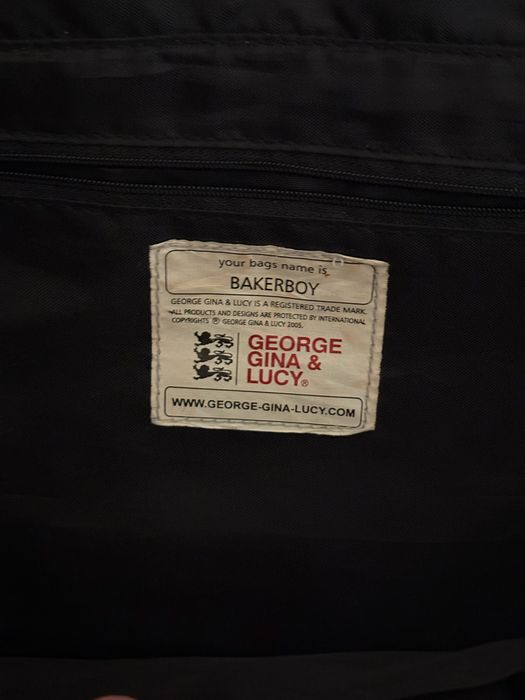 your bags name is
BAKERBOY
GEORGE GINA & LUCY IS A REGISTERED TRADE MARK.
ALL PRODUCTS AND DESIGNS ARE PROTECTED BY INTERNATIONAL
COPYRIGHTS ® GEORGE GINA & LUCY 2005.
GEORGE
GINA &
LUCY®
WWW.GEORGE-GINA-LUCY.COM